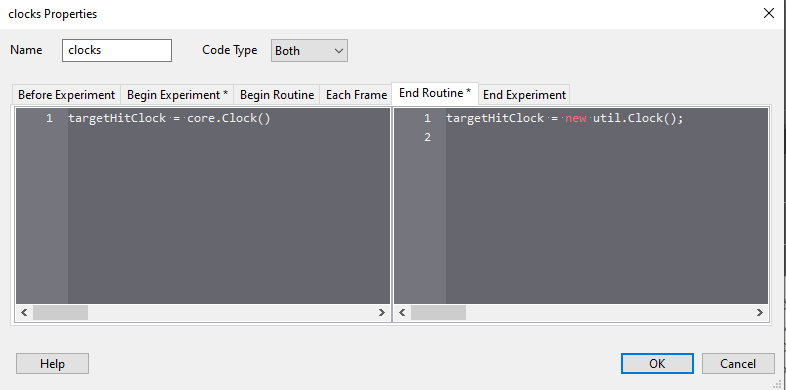 clocks Properties
Name clocks Code Type Both
Before Experiment Begin Experiment * Begin Routine Each Frame End Routine * End Experiment
1 targetHitClock = core.Clock()
1 targetHitClock = new util.Clock();
2
Help OK Cancel